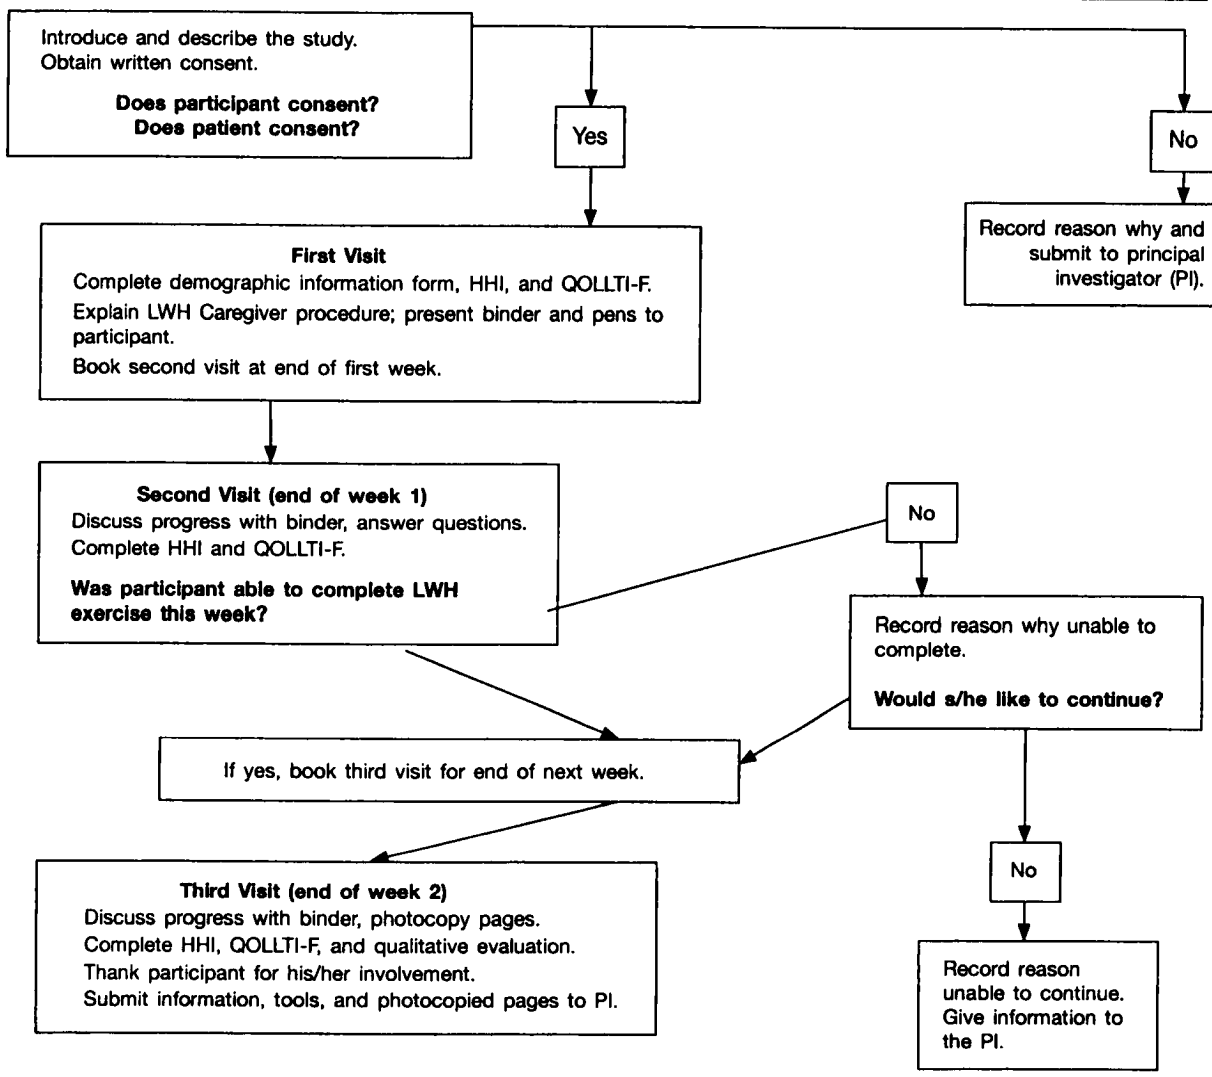 Introduce and describe the study.
Obtain written consent.
Does participant consent?
Does patient consent?
Yes
No
Record reason why and
submit to principal
investigator (PI).
First Visit
Complete demographic information form, HHI, and QOLLTI-F.
Explain LWH Caregiver procedure; present binder and pens to
participant.
Book second visit at end of first week.
Second Visit (end of week 1)
Discuss progress with binder, answer questions.
Complete HHI and QOLLTI-F.
Was participant able to complete LWH
exercise this week?
No
Record reason why unable to
complete.
Would s/he like to continue?
If yes, book third visit for end of next week.
No
Third Visit (end of week 2)
Discuss progress with binder, photocopy pages.
Complete HHI, QOLLTI-F, and qualitative evaluation.
Thank participant for his/her involvement.
Submit information, tools, and photocopied pages to PI.
Record reason
unable to continue.
Give information to
the PI.